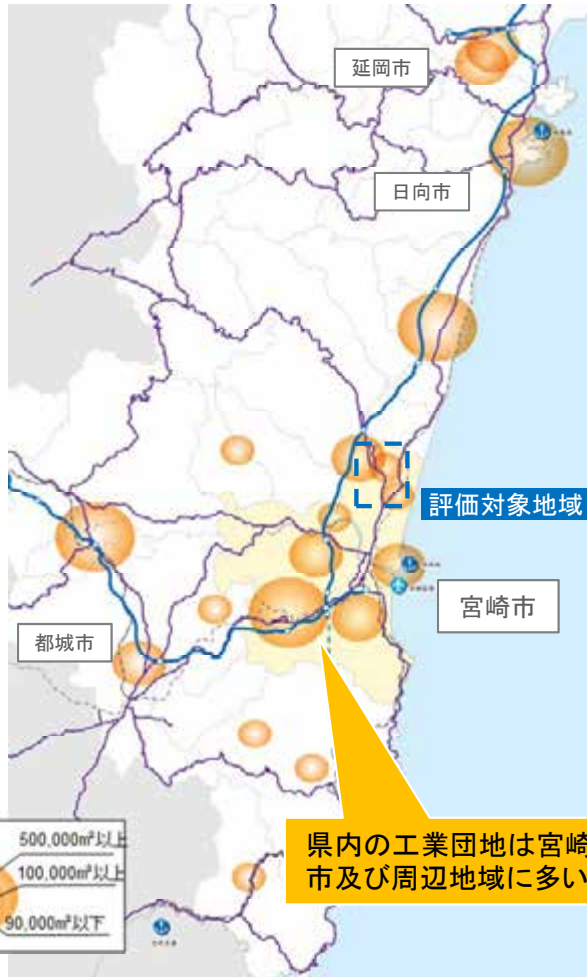 延岡市
日向市
評価対象地域
宮崎市
都城市
県内の工業団地は宮崎
市及び周辺地域に多い
500,000㎡以上
100,000㎡以上
90,000㎡以下